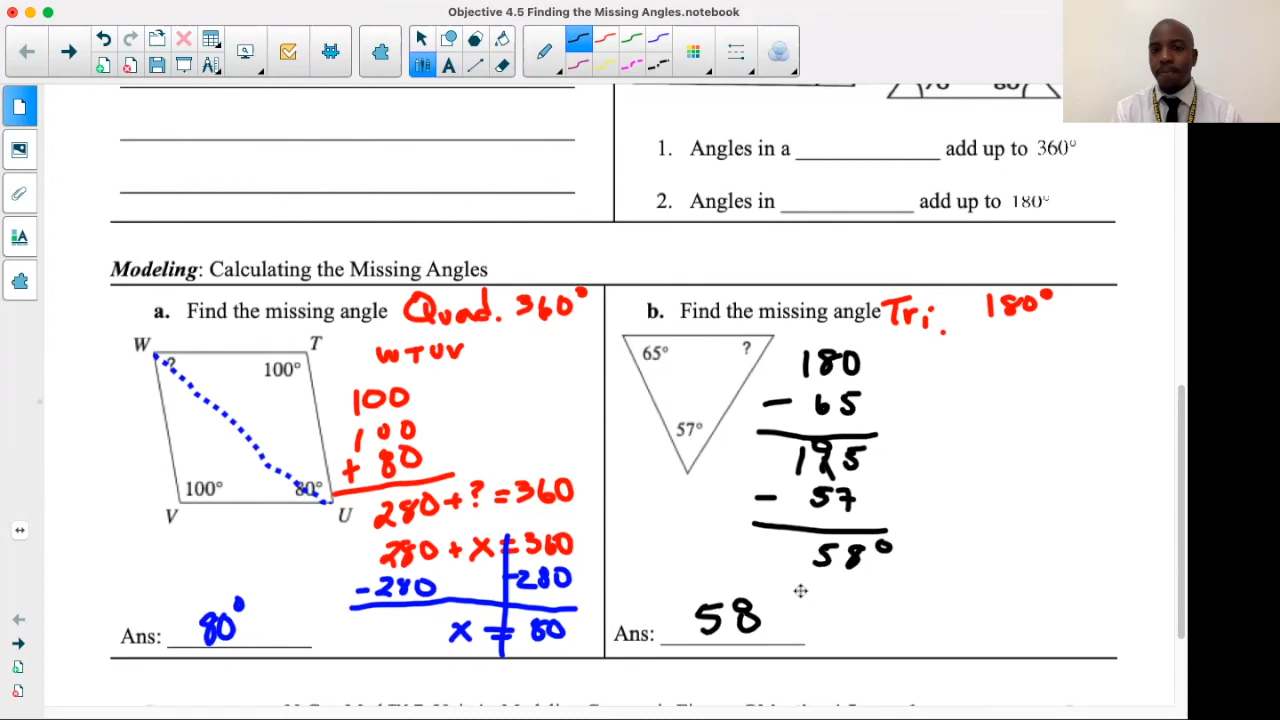 Objective 4.5 Finding the Missing Angles.notebook
1. Angles in a ____________ add up to 360°
2. Angles in ____________ add up to 180°
Modeling: Calculating the Missing Angles
a. Find the missing angle Quad. 360°
W T
?
100°
100°
80°
V U
W T U V
100
100
+ 80
280 + ? = 360
280 + x = 360
- 280 - 280
x = 80
Ans: 80°
b. Find the missing angle Tri. 180°
65° ?
57°
180
- 65
115
- 57
58°
Ans: 58